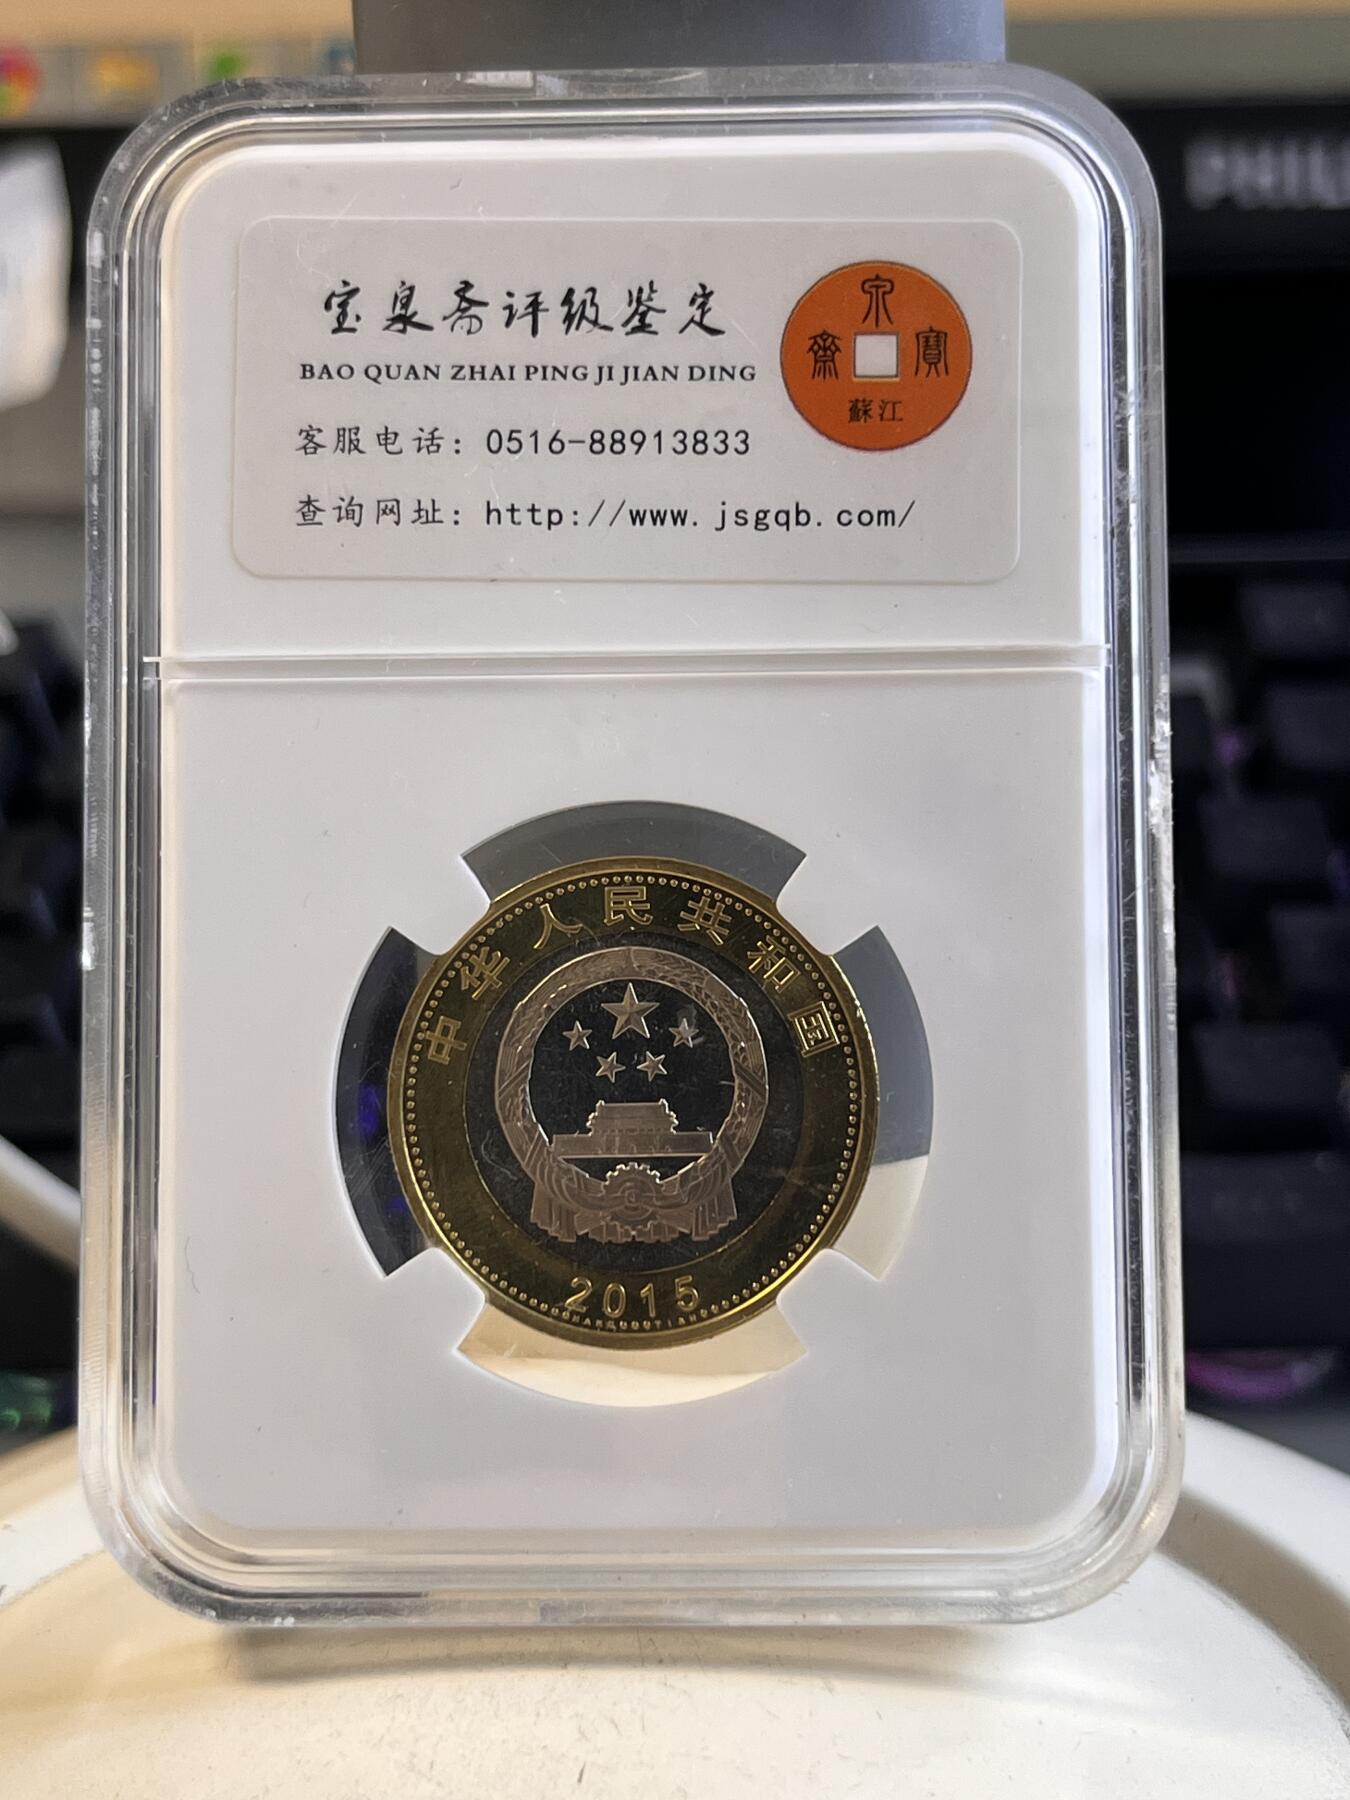 宝泉斋评级鉴定
BAO QUAN ZHAI PING JI JIAN DING
客服电话：0516-88913833
查询网址：http://www.jsgqb.com/
泉
齋 寶
蘇江
PHIL
中华人民共和国
2015